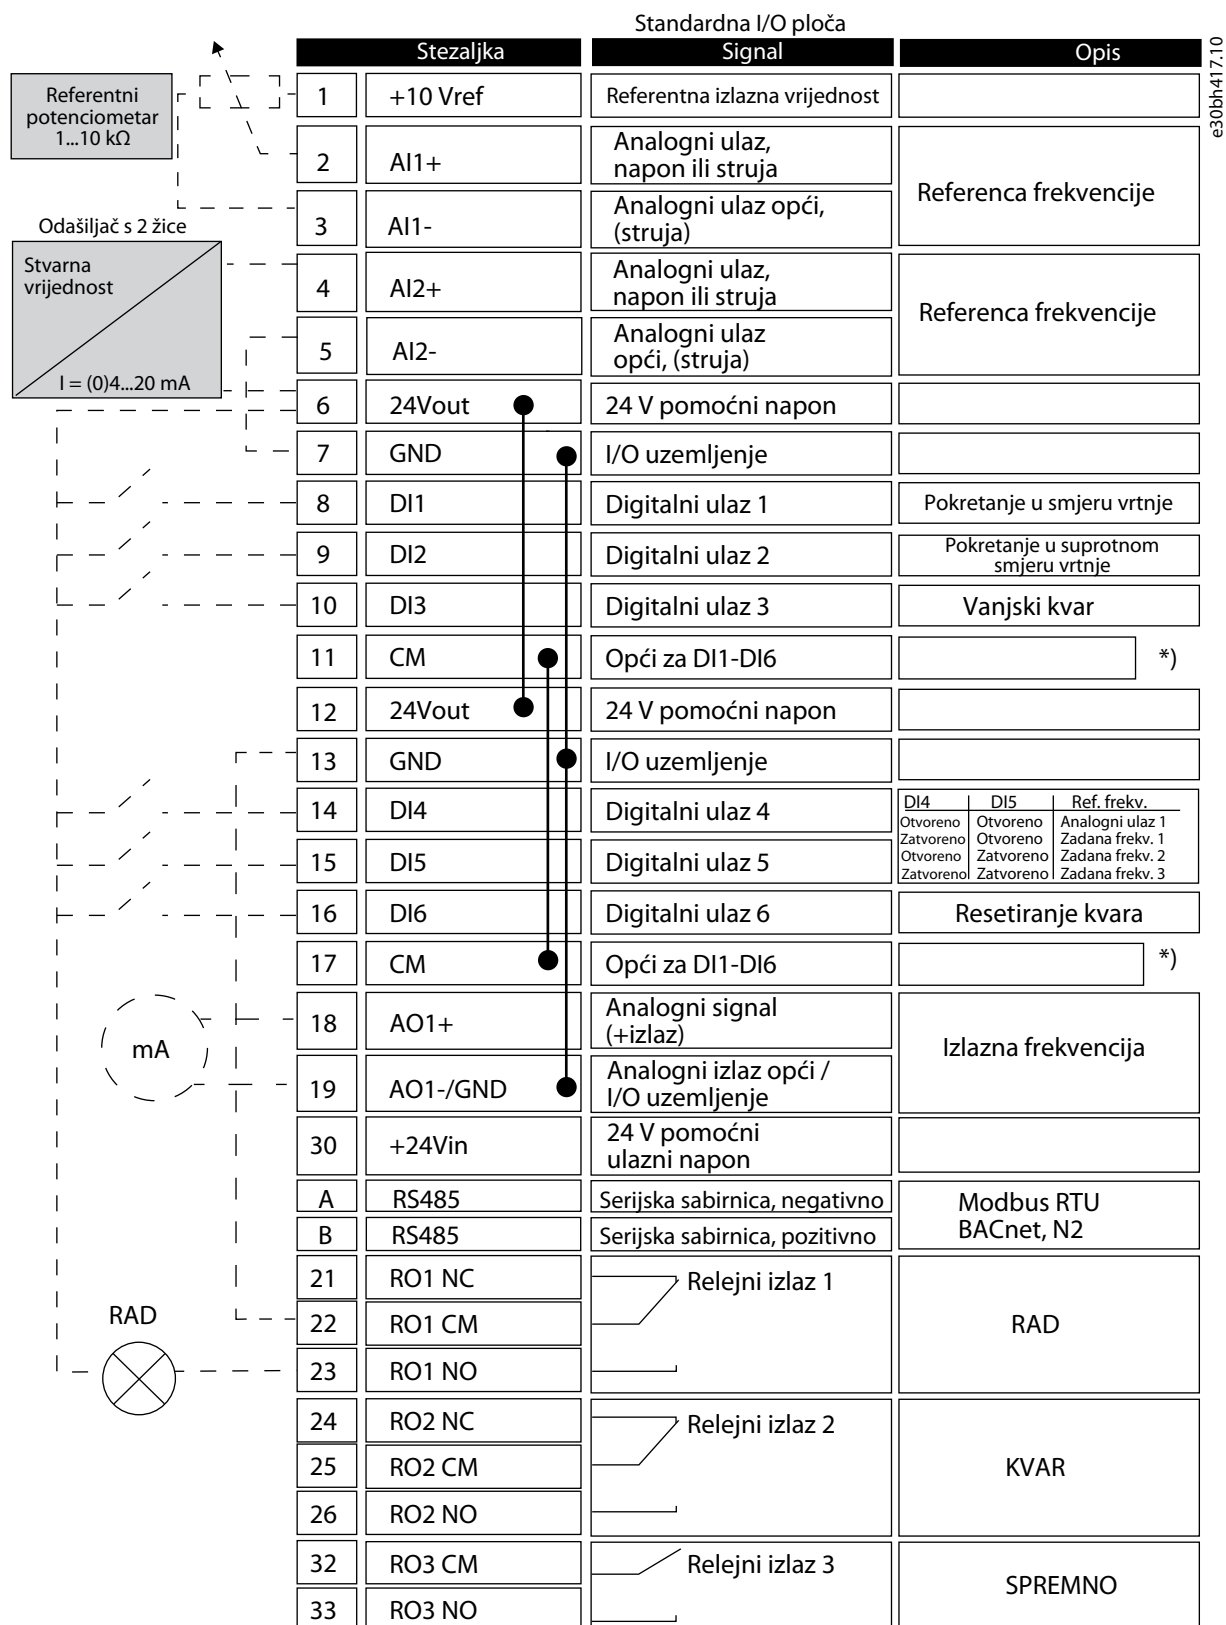 Standardna I/O ploča
Stezaljka Signal Opis
e30bh417.10
Referentni
potenciometar
1...10 kΩ
1 +10 Vref Referentna izlazna vrijednost
2 AI1+ Analogni ulaz,
napon ili struja
Referenca frekvencije
3 AI1- Analogni ulaz opći,
(struja)
Odašiljač s 2 žice
Stvarna
vrijednost
I = (0)4...20 mA
4 AI2+ Analogni ulaz,
napon ili struja
Referenca frekvencije
5 AI2- Analogni ulaz
opći, (struja)
6 24Vout 24 V pomoćni napon
7 GND I/O uzemljenje
8 DI1 Digitalni ulaz 1 Pokretanje u smjeru vrtnje
9 DI2 Digitalni ulaz 2 Pokretanje u suprotnom
smjeru vrtnje
10 DI3 Digitalni ulaz 3 Vanjski kvar
11 CM Opći za DI1-DI6 *)
12 24Vout 24 V pomoćni napon
13 GND I/O uzemljenje
14 DI4 Digitalni ulaz 4
DI4 DI5 Ref. frekv.
Otvoreno Otvoreno Analogni ulaz 1
Zatvoreno Otvoreno Zadana frekv. 1
Otvoreno Zatvoreno Zadana frekv. 2
Zatvoreno Zatvoreno Zadana frekv. 3
15 DI5 Digitalni ulaz 5
16 DI6 Digitalni ulaz 6 Resetiranje kvara
17 CM Opći za DI1-DI6 *)
mA
18 AO1+ Analogni signal
(+izlaz)
Izlazna frekvencija
19 AO1-/GND Analogni izlaz opći /
I/O uzemljenje
30 +24Vin 24 V pomoćni
ulazni napon
A RS485 Serijska sabirnica, negativno
Modbus RTU
BACnet, N2
B RS485 Serijska sabirnica, pozitivno
21 RO1 NC Relejni izlaz 1
RAD
22 RO1 CM RAD
23 RO1 NO
24 RO2 NC Relejni izlaz 2
25 RO2 CM KVAR
26 RO2 NO
32 RO3 CM Relejni izlaz 3
SPREMNO
33 RO3 NO